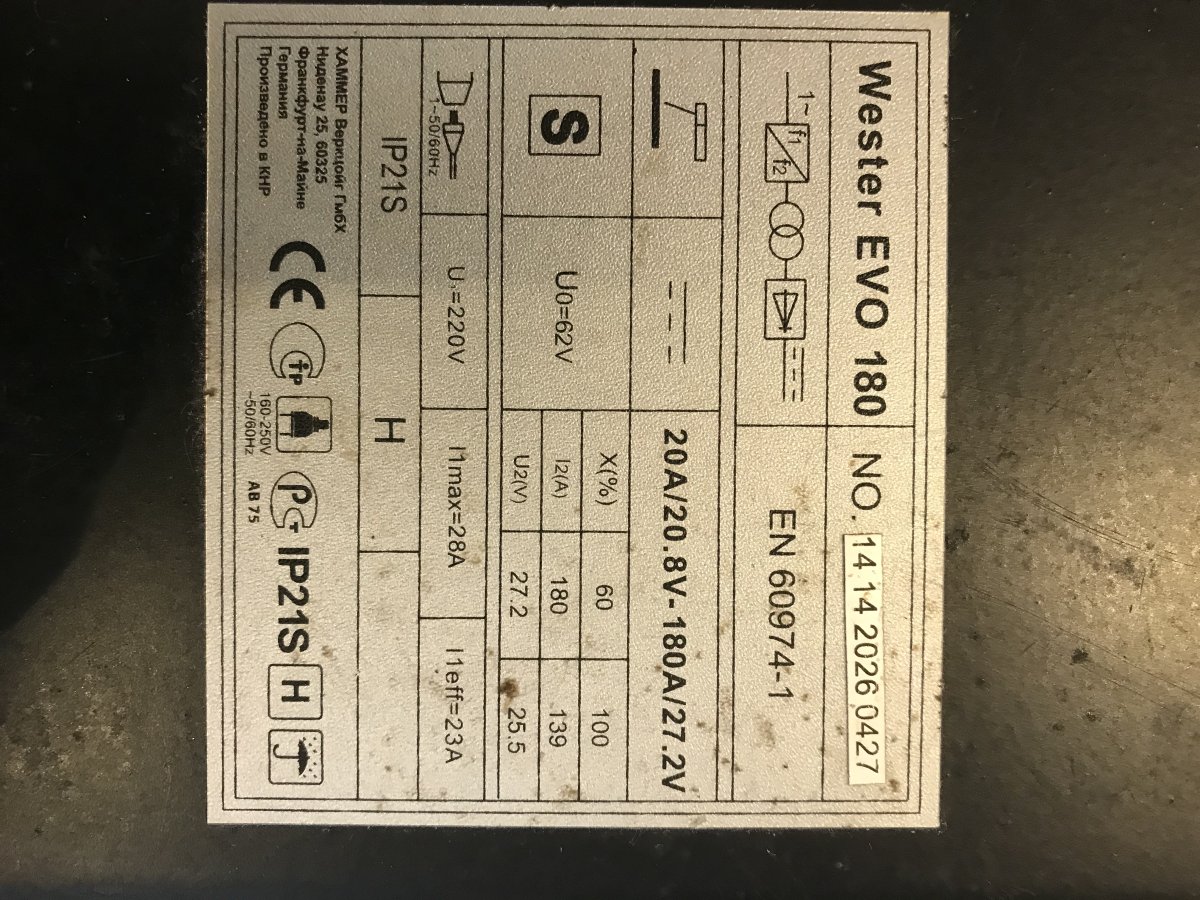 Wester EVO 180 NO. 14 14 2026 0427
1~ f1 f2 EN 60974-1
20A/20.8V-180A/27.2V
S U0=62V X(%) 60 100
I2(A) 180 139
U2(V) 27.2 25.5
1~50/60Hz U1=220V I1max=28A I1eff=23A
IP21S H
ХАММЕР Веркцойг ГмбХ
Ниденау 25, 60325
Франкфурт-на-Майне
Германия
Произведено в КНР
CE
160-250V
~50/60Hz
АВ 75
IP21S H